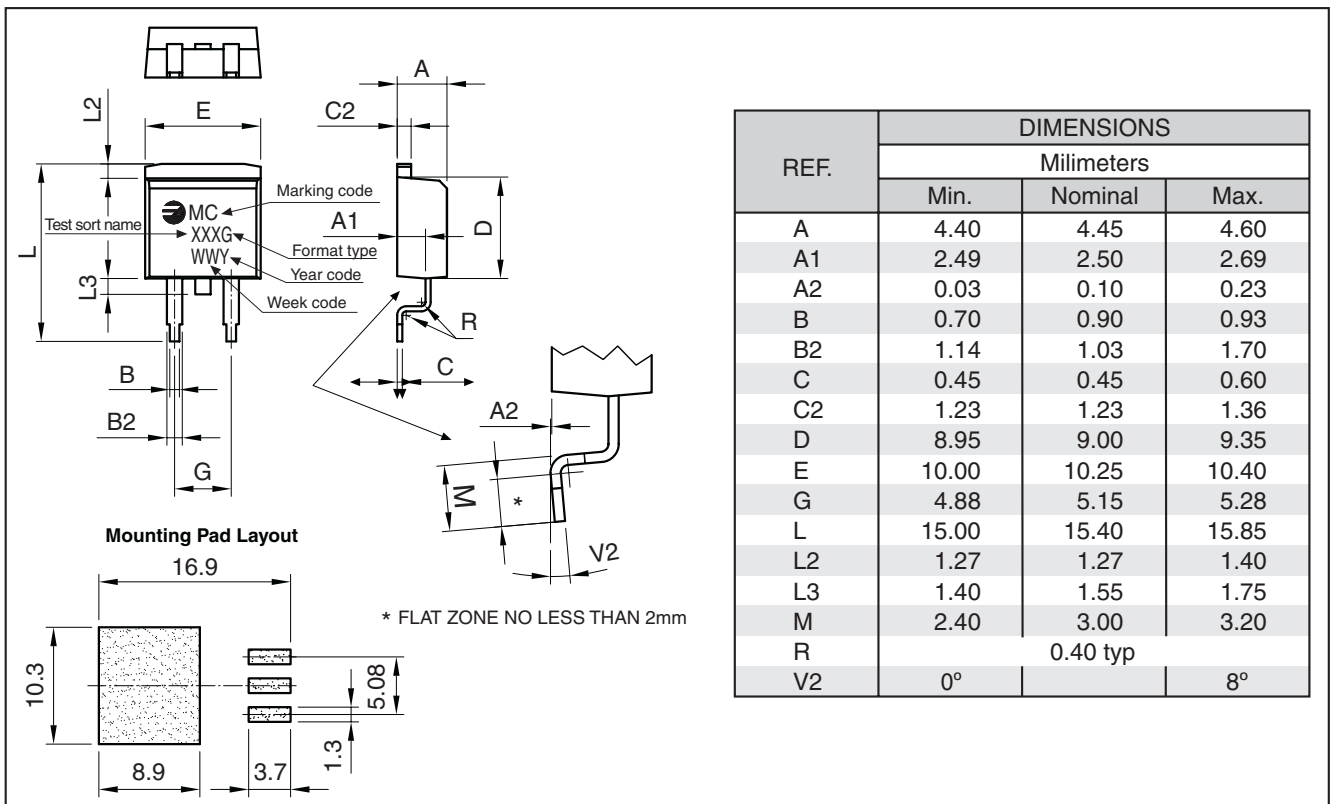 A
L2
E
C2
Marking code
MC
Test sort name
XXXG
A1
D
Format type
L
WWY
Year code
L3
Week code
R
B
C
A2
B2
G
M
*
V2
Mounting Pad Layout
16.9
* FLAT ZONE NO LESS THAN 2mm
10.3
5.08
1.3
8.9
3.7
REF. DIMENSIONS
Milimeters
Min. Nominal Max.
A 4.40 4.45 4.60
A1 2.49 2.50 2.69
A2 0.03 0.10 0.23
B 0.70 0.90 0.93
B2 1.14 1.03 1.70
C 0.45 0.45 0.60
C2 1.23 1.23 1.36
D 8.95 9.00 9.35
E 10.00 10.25 10.40
G 4.88 5.15 5.28
L 15.00 15.40 15.85
L2 1.27 1.27 1.40
L3 1.40 1.55 1.75
M 2.40 3.00 3.20
R 0.40 typ
V2 0º 8º